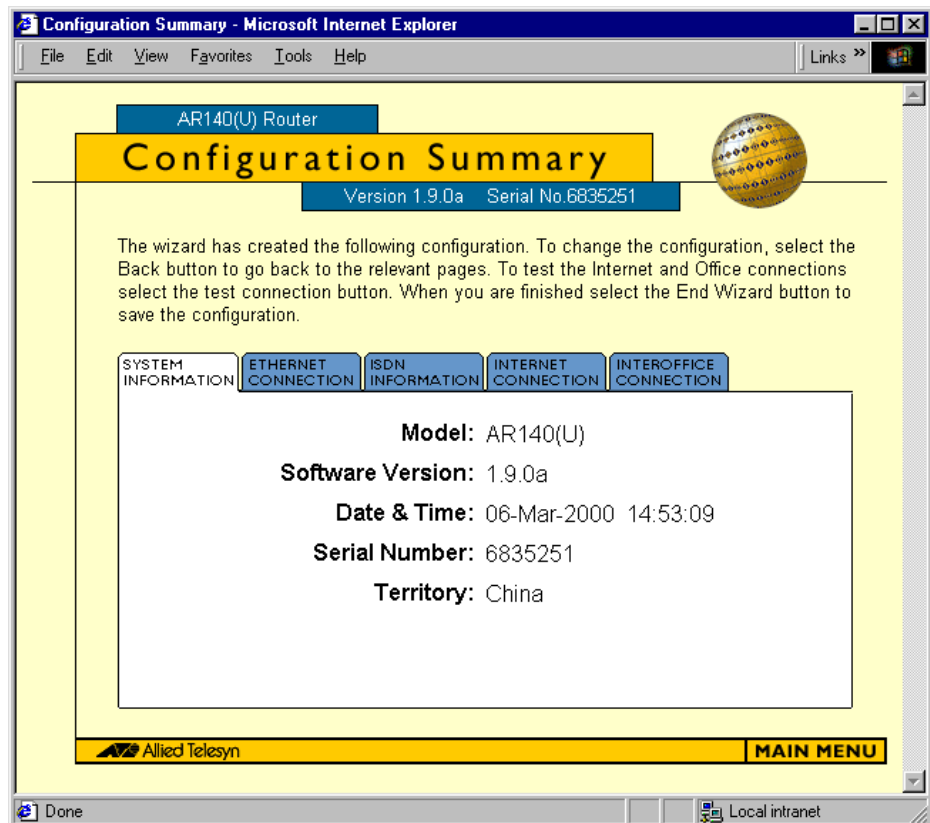 Configuration Summary - Microsoft Internet Explorer
File Edit View Favorites Tools Help Links »
AR140(U) Router
Configuration Summary
Version 1.9.0a Serial No.6835251
The wizard has created the following configuration. To change the configuration, select the
Back button to go back to the relevant pages. To test the Internet and Office connections
select the test connection button. When you are finished select the End Wizard button to
save the configuration.
SYSTEM INFORMATION
ETHERNET CONNECTION
ISDN INFORMATION
INTERNET CONNECTION
INTEROFFICE CONNECTION
Model: AR140(U)
Software Version: 1.9.0a
Date & Time: 06-Mar-2000 14:53:09
Serial Number: 6835251
Territory: China
Allied Telesyn
MAIN MENU
Done
Local intranet